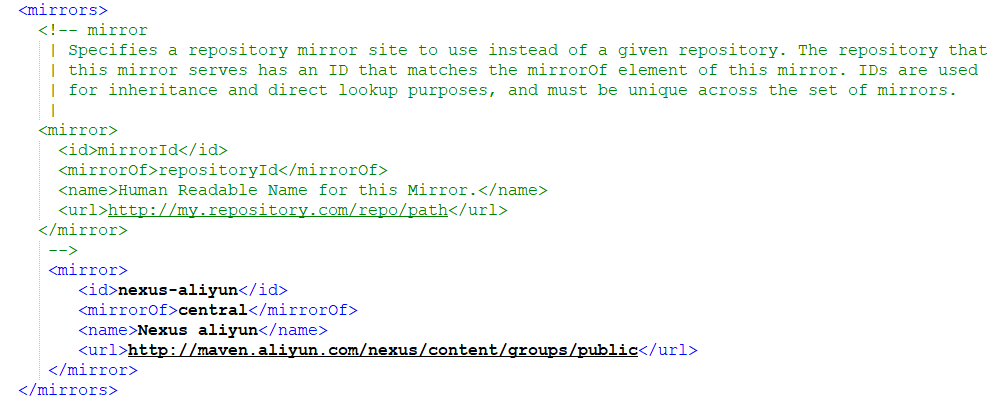 <mirrors>
<!-- mirror
| Specifies a repository mirror site to use instead of a given repository. The repository that
| this mirror serves has an ID that matches the mirrorOf element of this mirror. IDs are used
| for inheritance and direct lookup purposes, and must be unique across the set of mirrors.
|
<mirror>
<id>mirrorId</id>
<mirrorOf>repositoryId</mirrorOf>
<name>Human Readable Name for this Mirror.</name>
<url>http://my.repository.com/repo/path</url>
</mirror>
-->
<mirror>
<id>nexus-aliyun</id>
<mirrorOf>central</mirrorOf>
<name>Nexus aliyun</name>
<url>http://maven.aliyun.com/nexus/content/groups/public</url>
</mirror>
</mirrors>